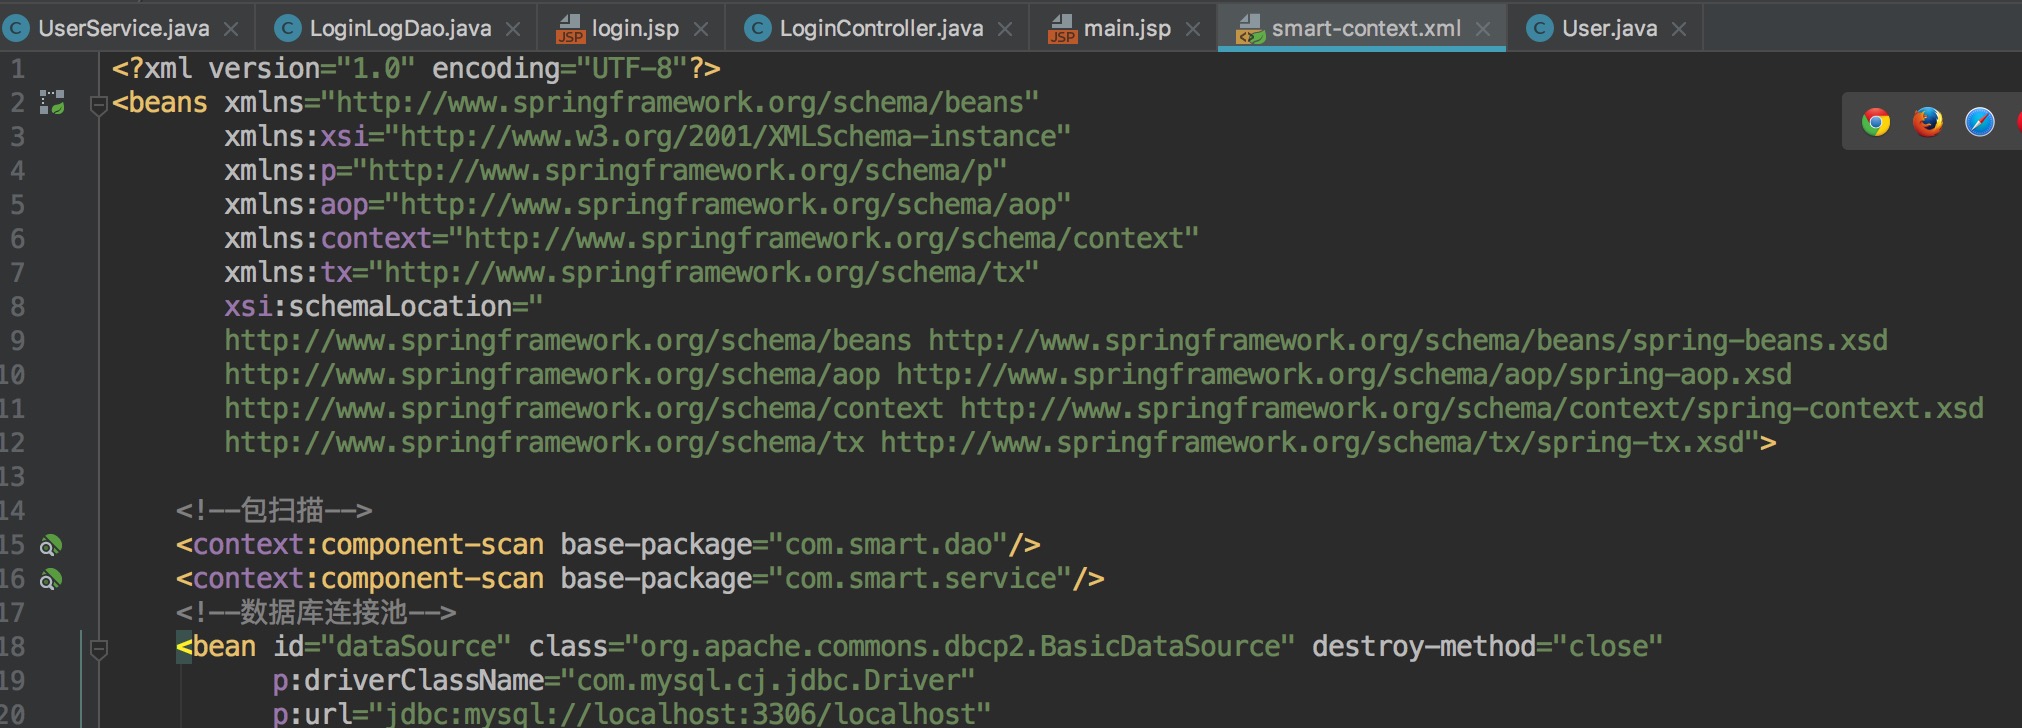 UserService.java LoginLogDao.java login.jsp LoginController.java main.jsp smart-context.xml User.java
1 <?xml version="1.0" encoding="UTF-8"?>
2 <beans xmlns="http://www.springframework.org/schema/beans"
3 xmlns:xsi="http://www.w3.org/2001/XMLSchema-instance"
4 xmlns:p="http://www.springframework.org/schema/p"
5 xmlns:aop="http://www.springframework.org/schema/aop"
6 xmlns:context="http://www.springframework.org/schema/context"
7 xmlns:tx="http://www.springframework.org/schema/tx"
8 xsi:schemaLocation="
9 http://www.springframework.org/schema/beans http://www.springframework.org/schema/beans/spring-beans.xsd
10 http://www.springframework.org/schema/aop http://www.springframework.org/schema/aop/spring-aop.xsd
11 http://www.springframework.org/schema/context http://www.springframework.org/schema/context/spring-context.xsd
12 http://www.springframework.org/schema/tx http://www.springframework.org/schema/tx/spring-tx.xsd">
13
14 <!--包扫描-->
15 <context:component-scan base-package="com.smart.dao"/>
16 <context:component-scan base-package="com.smart.service"/>
17 <!--数据库连接池-->
18 <bean id="dataSource" class="org.apache.commons.dbcp2.BasicDataSource" destroy-method="close"
19 p:driverClassName="com.mysql.cj.jdbc.Driver"
20 p:url="jdbc:mysql://localhost:3306/localhost"